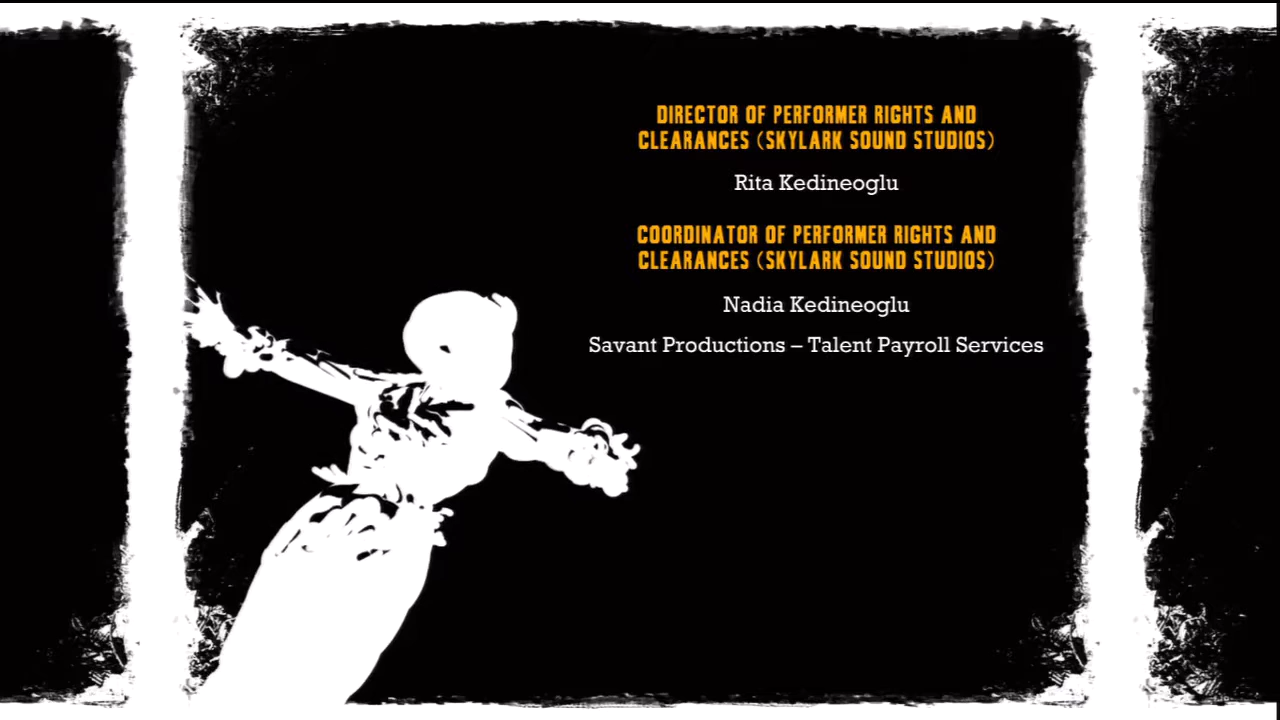 DIRECTOR OF PERFORMER RIGHTS AND
CLEARANCES (SKYLARK SOUND STUDIOS)
Rita Kedineoglu
COORDINATOR OF PERFORMER RIGHTS AND
CLEARANCES (SKYLARK SOUND STUDIOS)
Nadia Kedineoglu
Savant Productions – Talent Payroll Services